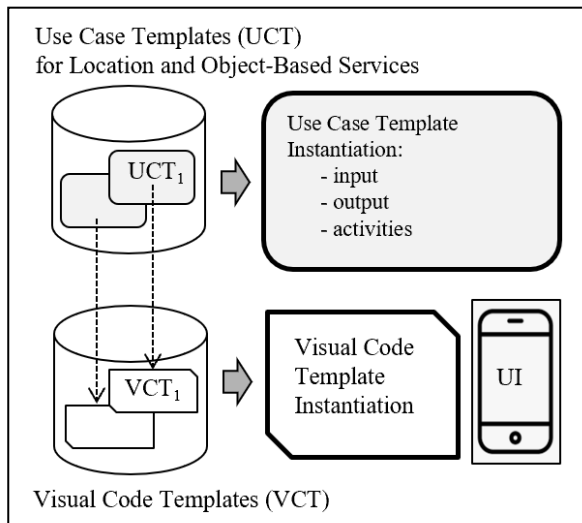 Use Case Templates (UCT)
for Location and Object-Based Services
UCT₁
Use Case Template
Instantiation:
- input
- output
- activities
VCT₁
Visual Code
Template
Instantiation
UI
Visual Code Templates (VCT)